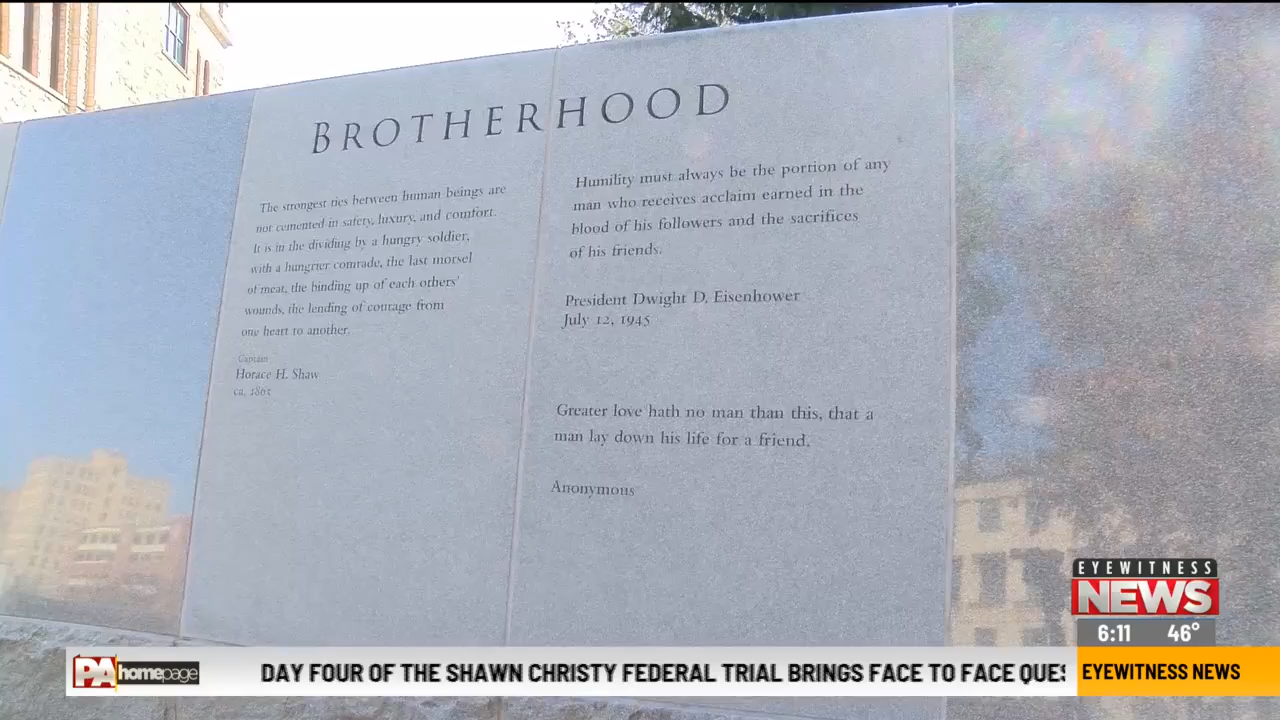 BROTHERHOOD
The strongest ties between human beings are
not cemented in safety, luxury, and comfort.
It is in the dividing by a hungry soldier,
with a hungrier comrade, the last morsel
of meat, the binding up of each others'
wounds, the lending of courage from
one heart to another.
Captain
Horace H. Shaw
ca. 1865
Humility must always be the portion of any
man who receives acclaim earned in the
blood of his followers and the sacrifices
of his friends.
President Dwight D. Eisenhower
July 12, 1945
Greater love hath no man than this, that a
man lay down his life for a friend.
Anonymous
EYEWITNESS
NEWS
6:11 46°
PA homepage
DAY FOUR OF THE SHAWN CHRISTY FEDERAL TRIAL BRINGS FACE TO FACE QUES
EYEWITNESS NEWS